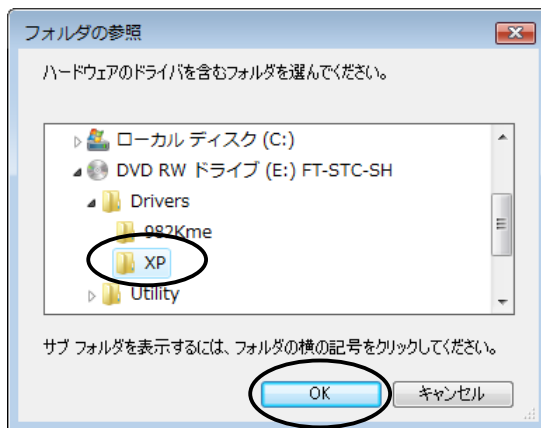 フォルダの参照
ハードウェアのドライバを含むフォルダを選んでください。
ローカル ディスク (C:)
DVD RW ドライブ (E:) FT-STC-SH
Drivers
982Kme
XP
Utility
サブ フォルダを表示するには、フォルダの横の記号をクリックしてください。
OK キャンセル